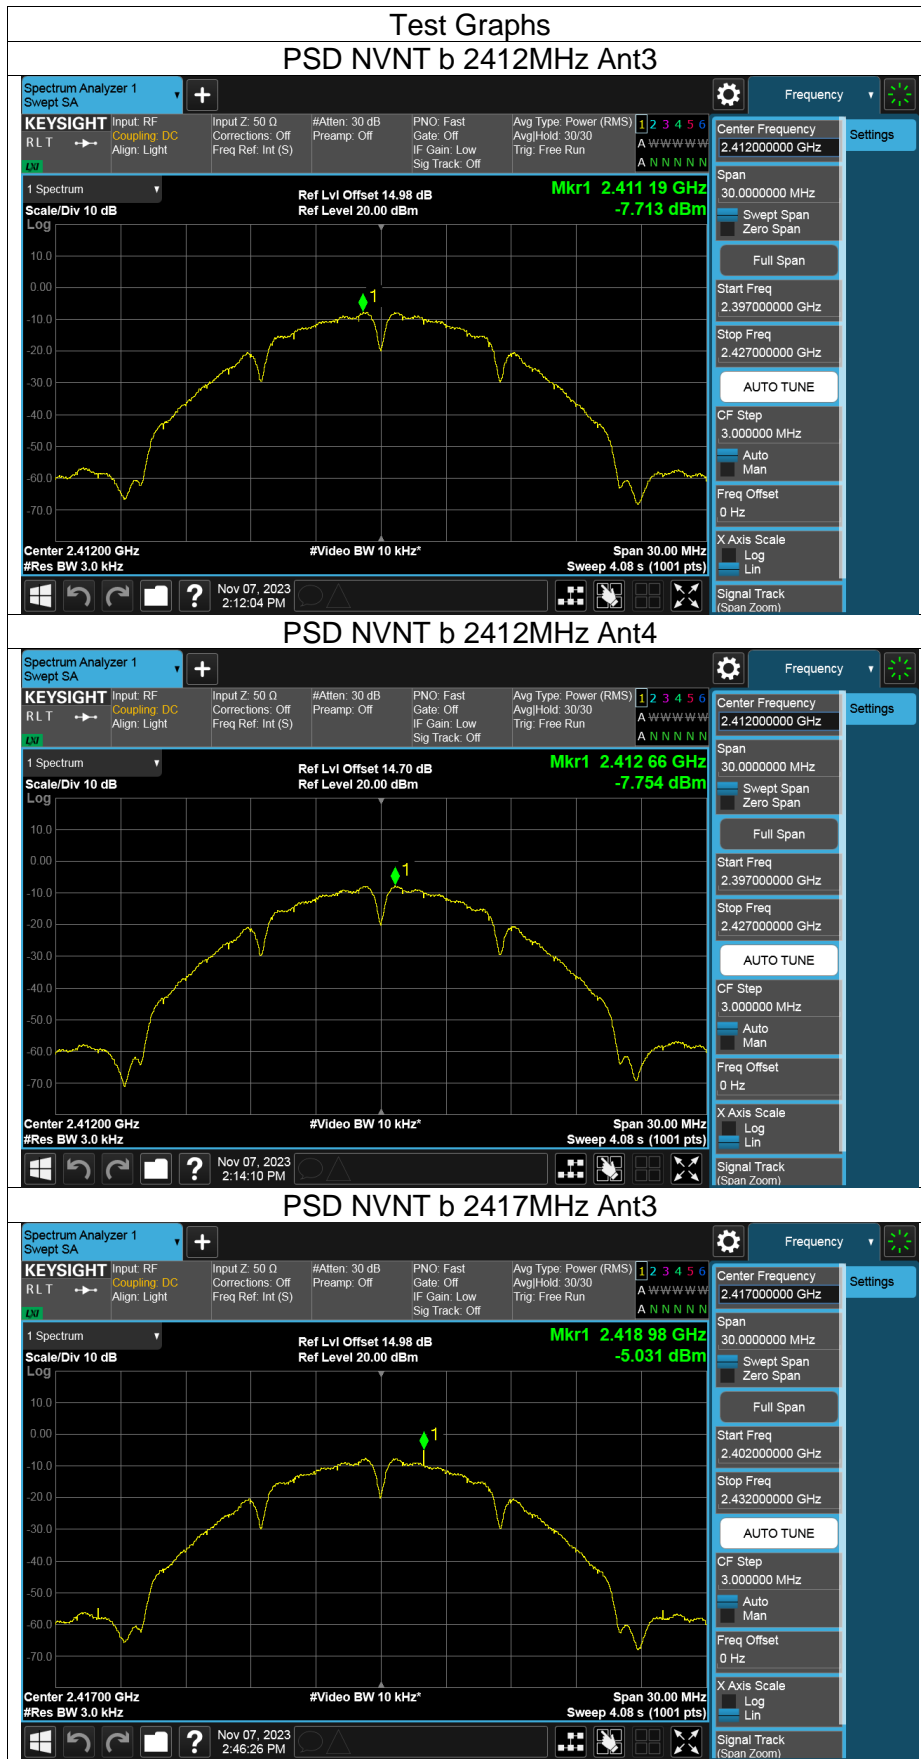 Test Graphs
PSD NVNT b 2412MHz Ant3
Spectrum Analyzer 1
Swept SA
+
Frequency
KEYSIGHT
RLT
LXI
Input: RF
Coupling: DC
Align: Light
Input Z: 50 Ω
Corrections: Off
Freq Ref: Int (S)
#Atten: 30 dB
Preamp: Off
PNO: Fast
Gate: Off
IF Gain: Low
Sig Track: Off
Avg Type: Power (RMS)
Avg|Hold: 30/30
Trig: Free Run
1 2 3 4 5 6
A W W W W W
A N N N N N
Center Frequency
2.412000000 GHz
Settings
1 Spectrum
Scale/Div 10 dB
Ref Lvl Offset 14.98 dB
Ref Level 20.00 dBm
Mkr1 2.411 19 GHz
-7.713 dBm
Span
30.0000000 MHz
Swept Span
Zero Span
Full Span
Start Freq
2.397000000 GHz
Stop Freq
2.427000000 GHz
AUTO TUNE
CF Step
3.000000 MHz
Auto
Man
Freq Offset
0 Hz
X Axis Scale
Log
Lin
Signal Track
(Span Zoom)
Log
10.0
0.00
-10.0
-20.0
-30.0
-40.0
-50.0
-60.0
-70.0
1
Center 2.41200 GHz
#Res BW 3.0 kHz
#Video BW 10 kHz*
Span 30.00 MHz
Sweep 4.08 s (1001 pts)
?
Nov 07, 2023
2:12:04 PM
PSD NVNT b 2412MHz Ant4
Spectrum Analyzer 1
Swept SA
+
Frequency
KEYSIGHT
RLT
LXI
Input: RF
Coupling: DC
Align: Light
Input Z: 50 Ω
Corrections: Off
Freq Ref: Int (S)
#Atten: 30 dB
Preamp: Off
PNO: Fast
Gate: Off
IF Gain: Low
Sig Track: Off
Avg Type: Power (RMS)
Avg|Hold: 30/30
Trig: Free Run
1 2 3 4 5 6
A W W W W W
A N N N N N
Center Frequency
2.412000000 GHz
Settings
1 Spectrum
Scale/Div 10 dB
Ref Lvl Offset 14.70 dB
Ref Level 20.00 dBm
Mkr1 2.412 66 GHz
-7.754 dBm
Span
30.0000000 MHz
Swept Span
Zero Span
Full Span
Start Freq
2.397000000 GHz
Stop Freq
2.427000000 GHz
AUTO TUNE
CF Step
3.000000 MHz
Auto
Man
Freq Offset
0 Hz
X Axis Scale
Log
Lin
Signal Track
(Span Zoom)
Log
10.0
0.00
-10.0
-20.0
-30.0
-40.0
-50.0
-60.0
-70.0
1
Center 2.41200 GHz
#Res BW 3.0 kHz
#Video BW 10 kHz*
Span 30.00 MHz
Sweep 4.08 s (1001 pts)
?
Nov 07, 2023
2:14:10 PM
PSD NVNT b 2417MHz Ant3
Spectrum Analyzer 1
Swept SA
+
Frequency
KEYSIGHT
RLT
LXI
Input: RF
Coupling: DC
Align: Light
Input Z: 50 Ω
Corrections: Off
Freq Ref: Int (S)
#Atten: 30 dB
Preamp: Off
PNO: Fast
Gate: Off
IF Gain: Low
Sig Track: Off
Avg Type: Power (RMS)
Avg|Hold: 30/30
Trig: Free Run
1 2 3 4 5 6
A W W W W W
A N N N N N
Center Frequency
2.417000000 GHz
Settings
1 Spectrum
Scale/Div 10 dB
Ref Lvl Offset 14.98 dB
Ref Level 20.00 dBm
Mkr1 2.418 98 GHz
-5.031 dBm
Span
30.0000000 MHz
Swept Span
Zero Span
Full Span
Start Freq
2.402000000 GHz
Stop Freq
2.432000000 GHz
AUTO TUNE
CF Step
3.000000 MHz
Auto
Man
Freq Offset
0 Hz
X Axis Scale
Log
Lin
Signal Track
(Span Zoom)
Log
10.0
0.00
-10.0
-20.0
-30.0
-40.0
-50.0
-60.0
-70.0
1
Center 2.41700 GHz
#Res BW 3.0 kHz
#Video BW 10 kHz*
Span 30.00 MHz
Sweep 4.08 s (1001 pts)
?
Nov 07, 2023
2:46:26 PM